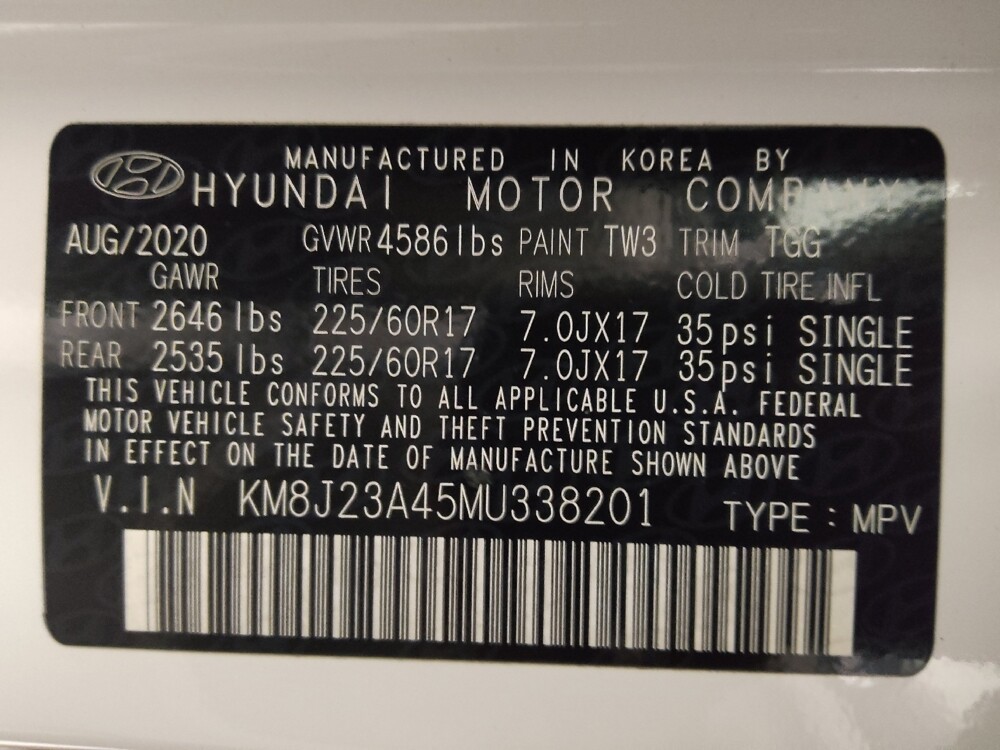 MANUFACTURED IN KOREA BY
HYUNDAI MOTOR COMPANY
AUG/2020 GVWR 4586 lbs PAINT TW3 TRIM TGG
GAWR TIRES RIMS COLD TIRE INFL
FRONT 2646 lbs 225/60R17 7.0JX17 35psi SINGLE
REAR 2535 lbs 225/60R17 7.0JX17 35psi SINGLE
THIS VEHICLE CONFORMS TO ALL APPLICABLE U.S.A. FEDERAL
MOTOR VEHICLE SAFETY AND THEFT PREVENTION STANDARDS
IN EFFECT ON THE DATE OF MANUFACTURE SHOWN ABOVE
V.I.N KM8J23A45MU338201 TYPE : MPV